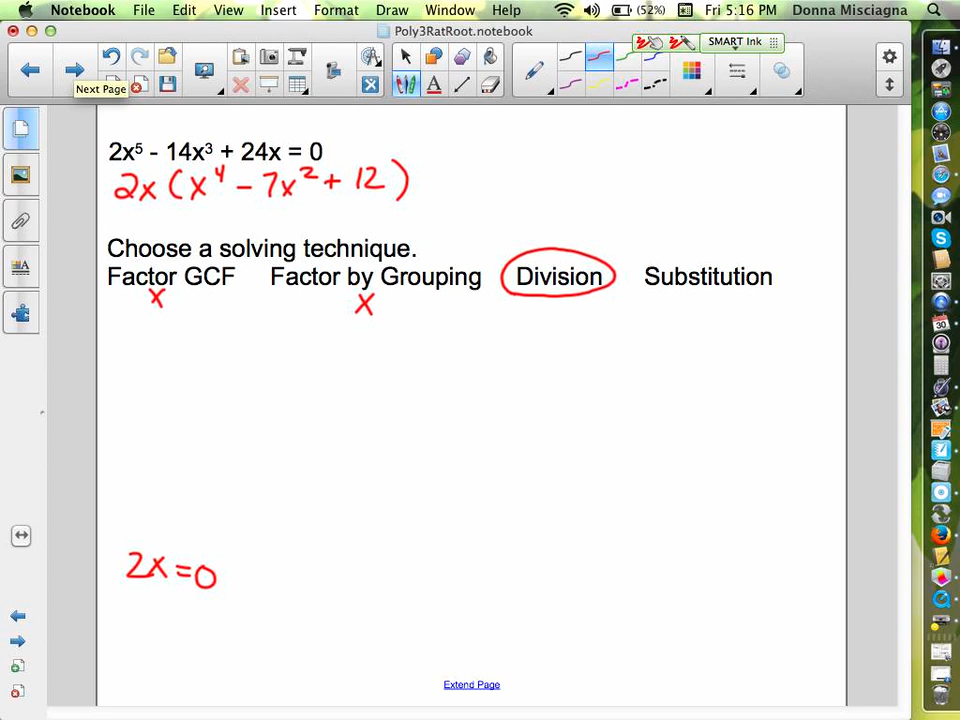 Notebook File Edit View Insert Format Draw Window Help (52%) Fri 5:16 PM Donna Misciagna
Poly3RatRoot.notebook
SMART Ink
Next Page
2x⁵ - 14x³ + 24x = 0
2x (x⁴ - 7x² + 12)
Choose a solving technique.
Factor GCF Factor by Grouping Division Substitution
x x
2x = 0
Extend Page